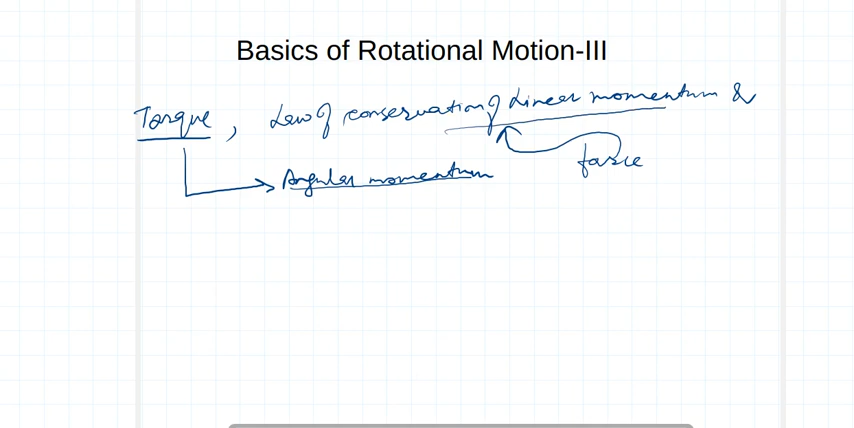 Basics of Rotational Motion-III
Torque, Law of conservation of Linear momentum &
force
Angular momentum